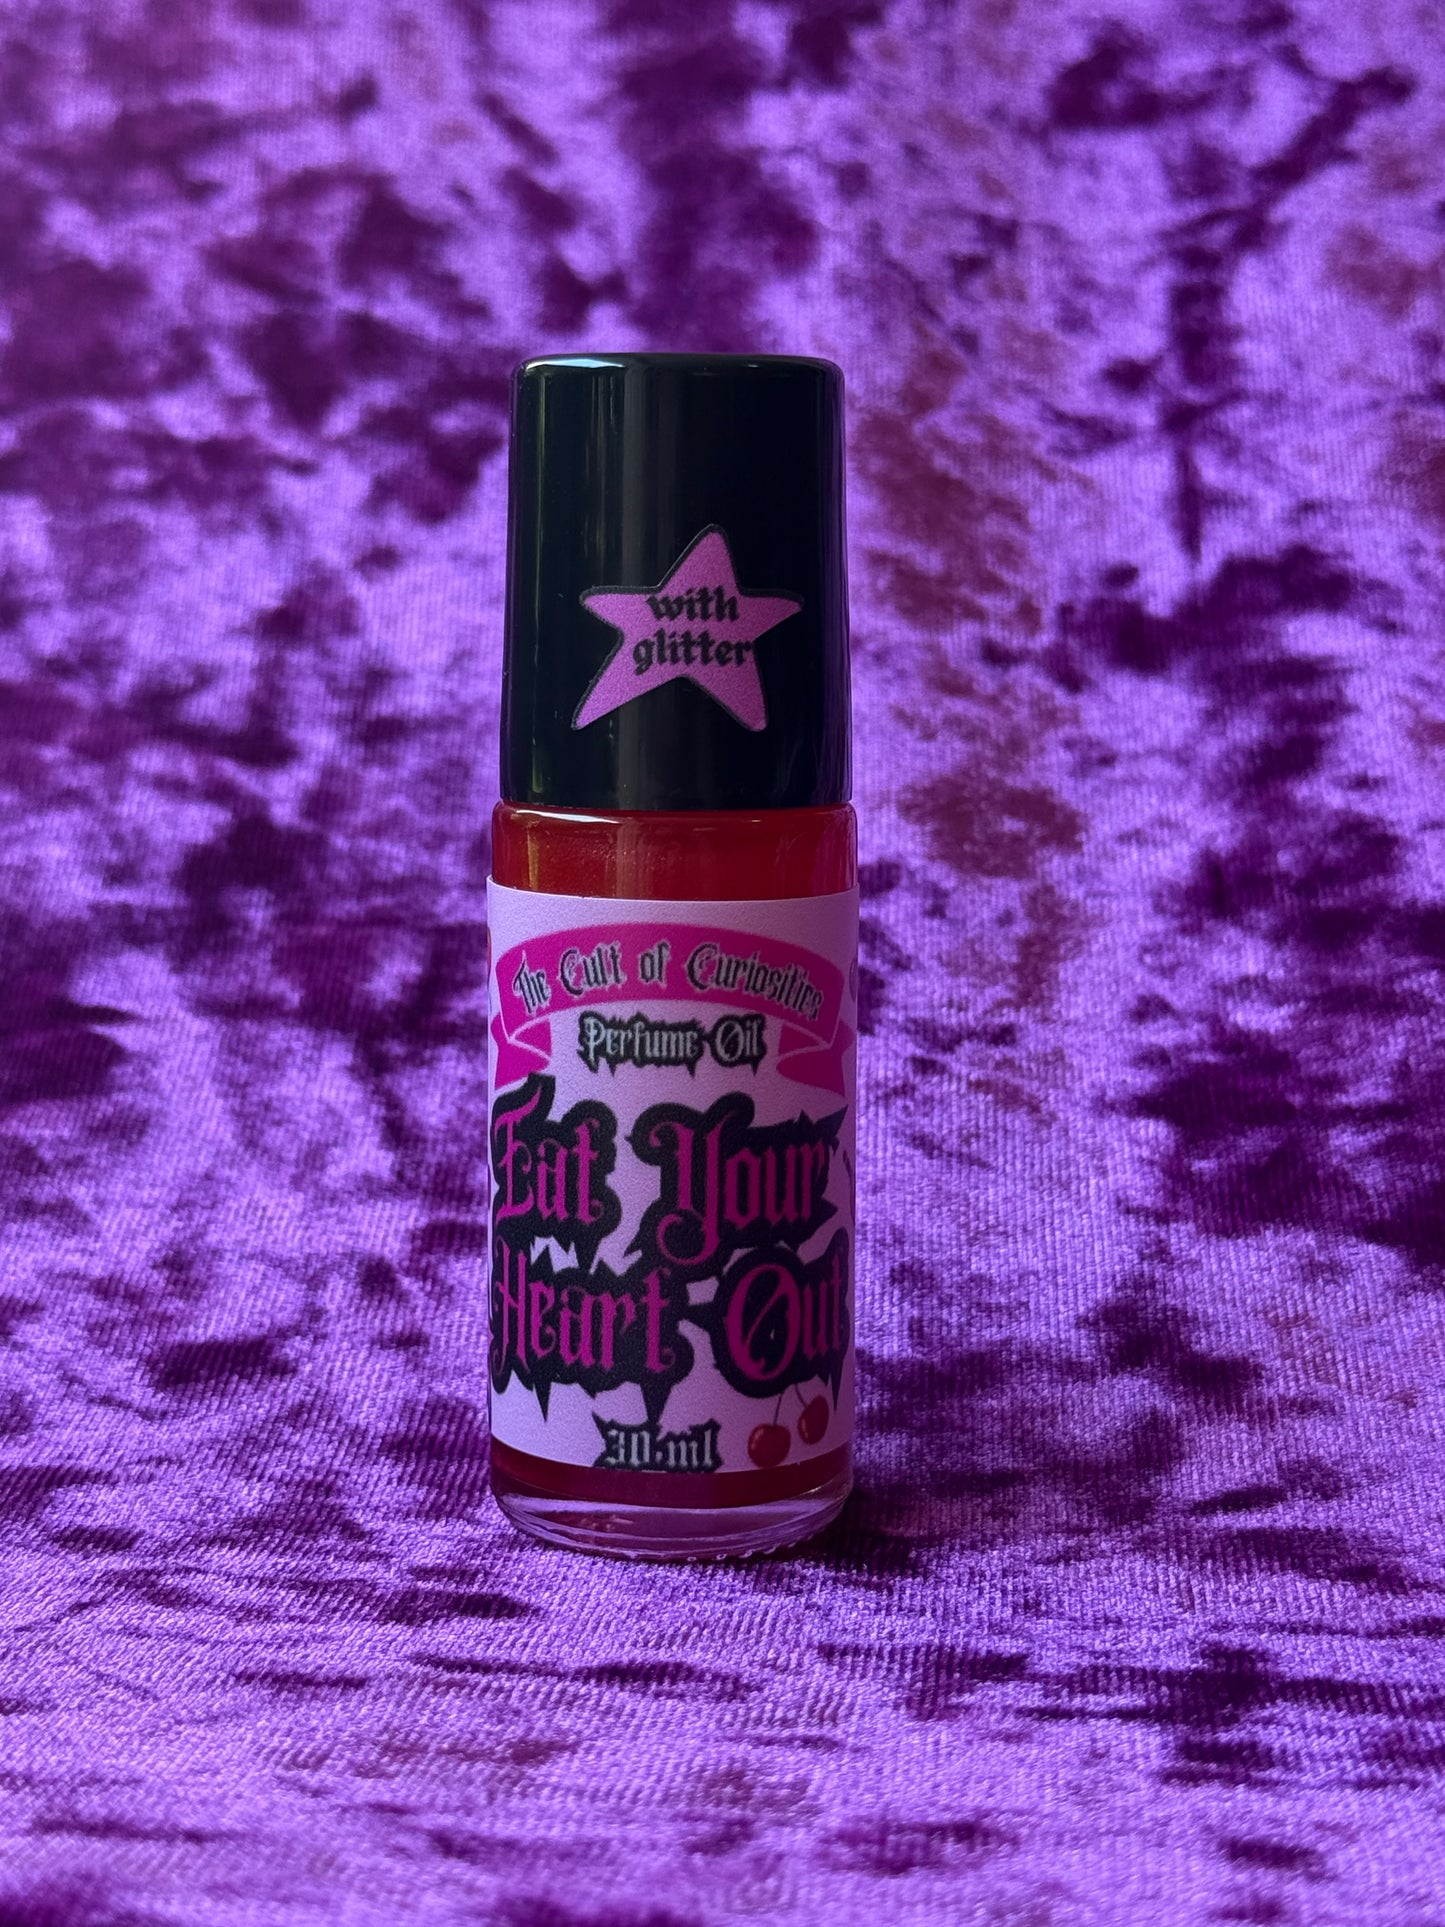 with
glitter
The Cult of Curiosities
Perfume Oil
Eat Your
Heart Out
30 ml